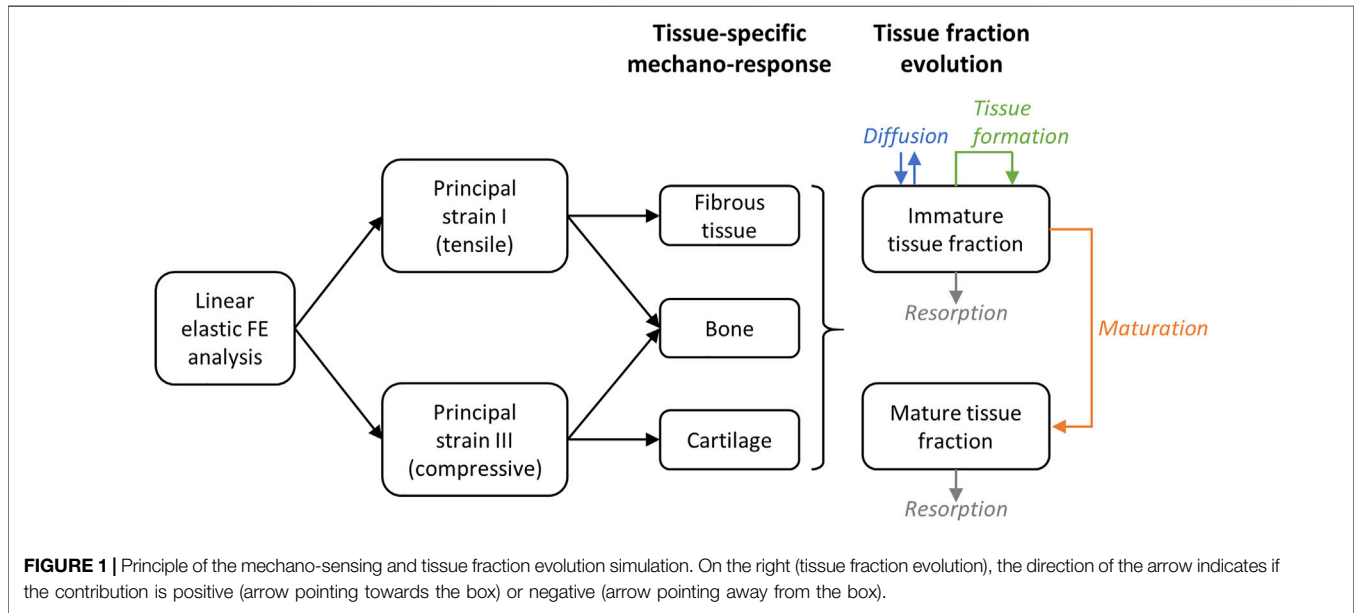 Tissue-specific
mechano-response
Tissue fraction
evolution
Diffusion
Tissue
formation
Linear
elastic FE
analysis
Principal
strain I
(tensile)
Principal
strain III
(compressive)
Fibrous
tissue
Bone
Cartilage
Immature
tissue fraction
Resorption
Maturation
Mature tissue
fraction
Resorption
FIGURE 1 | Principle of the mechano-sensing and tissue fraction evolution simulation. On the right (tissue fraction evolution), the direction of the arrow indicates if
the contribution is positive (arrow pointing towards the box) or negative (arrow pointing away from the box).